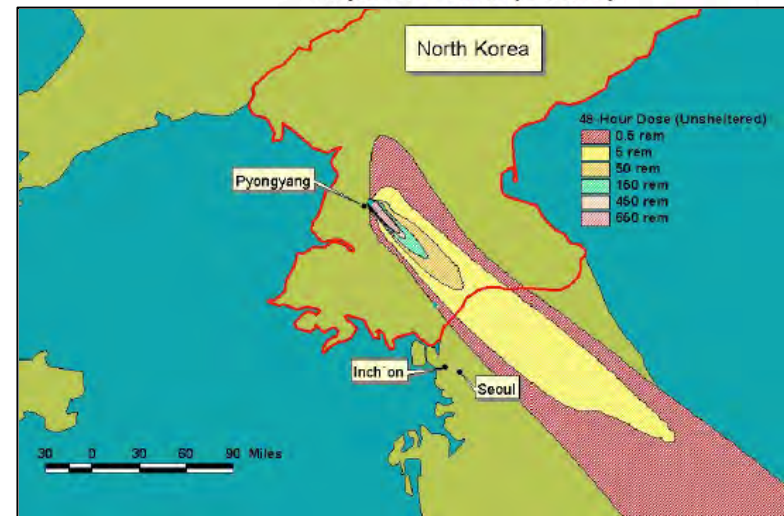 North Korea
48-Hour Dose (Unsheltered)
0.5 rem
5 rem
50 rem
150 rem
450 rem
650 rem
Pyongyang
Inch`on
Seoul
30 0 30 60 90 Miles